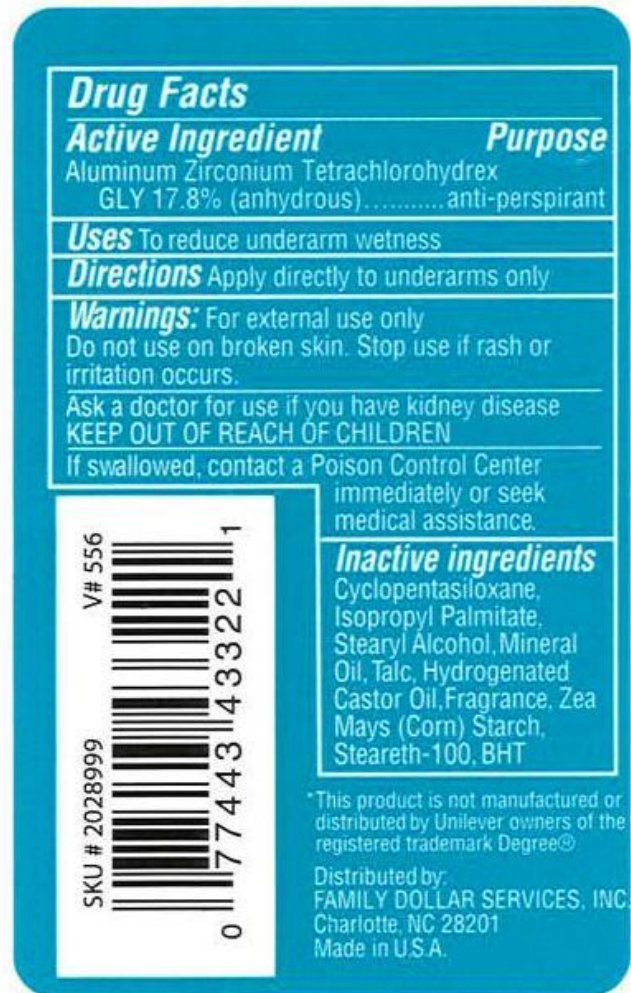 Drug Facts
Active Ingredient Purpose
Aluminum Zirconium Tetrachlorohydrex
GLY 17.8% (anhydrous)............anti-perspirant
Uses To reduce underarm wetness
Directions Apply directly to underarms only
Warnings: For external use only
Do not use on broken skin. Stop use if rash or
irritation occurs.
Ask a doctor for use if you have kidney disease
KEEP OUT OF REACH OF CHILDREN
If swallowed, contact a Poison Control Center
immediately or seek
medical assistance.
Inactive ingredients
Cyclopentasiloxane,
Isopropyl Palmitate,
Stearyl Alcohol, Mineral
Oil, Talc, Hydrogenated
Castor Oil, Fragrance, Zea
Mays (Corn) Starch,
Steareth-100, BHT
*This product is not manufactured or
distributed by Unilever owners of the
registered trademark Degree®
Distributed by:
FAMILY DOLLAR SERVICES, INC.
Charlotte, NC 28201
Made in U.S.A.
SKU # 2028999 V# 556
0 77443 43322 1